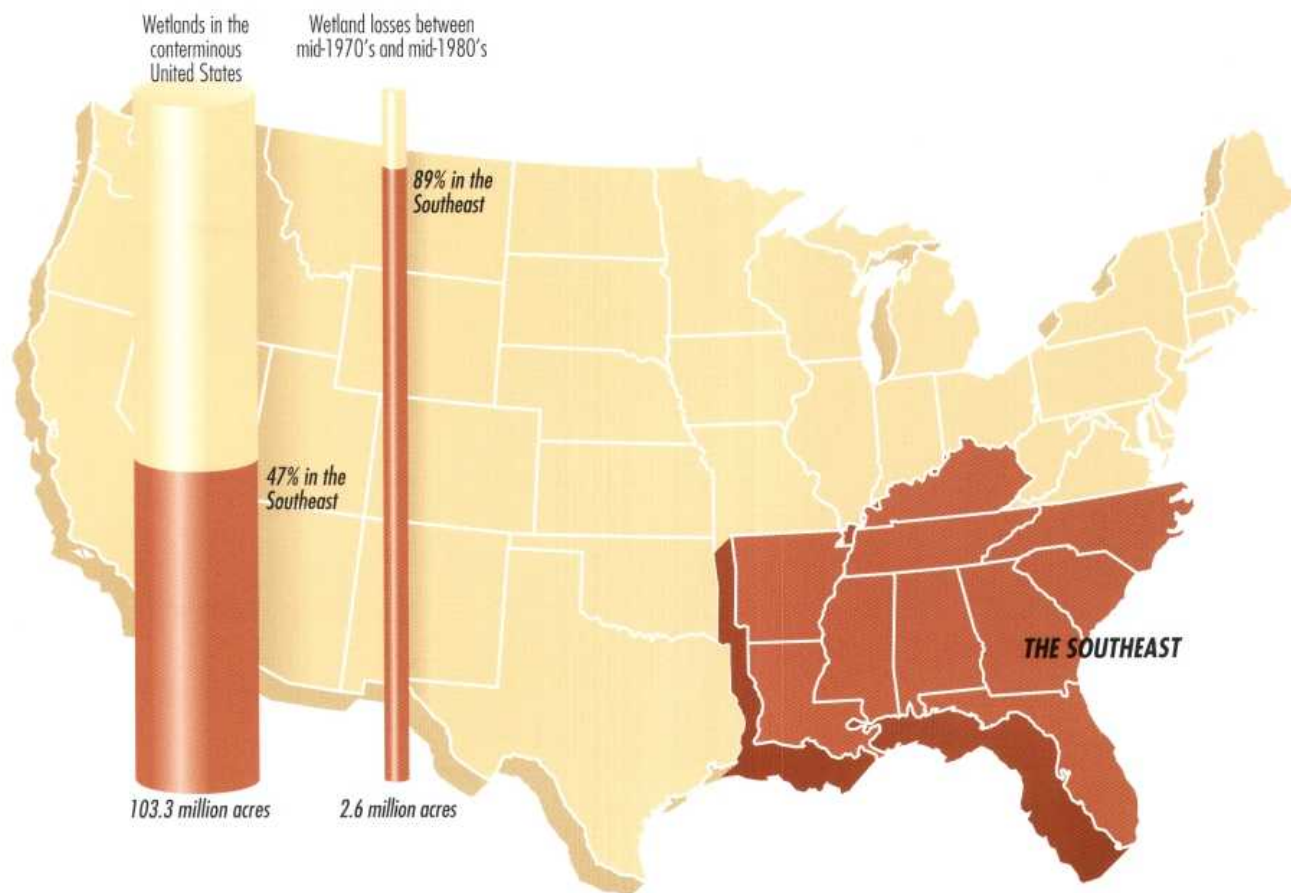 Wetlands in the
conterminous
United States
Wetland losses between
mid-1970's and mid-1980's
89% in the
Southeast
47% in the
Southeast
THE SOUTHEAST
103.3 million acres
2.6 million acres